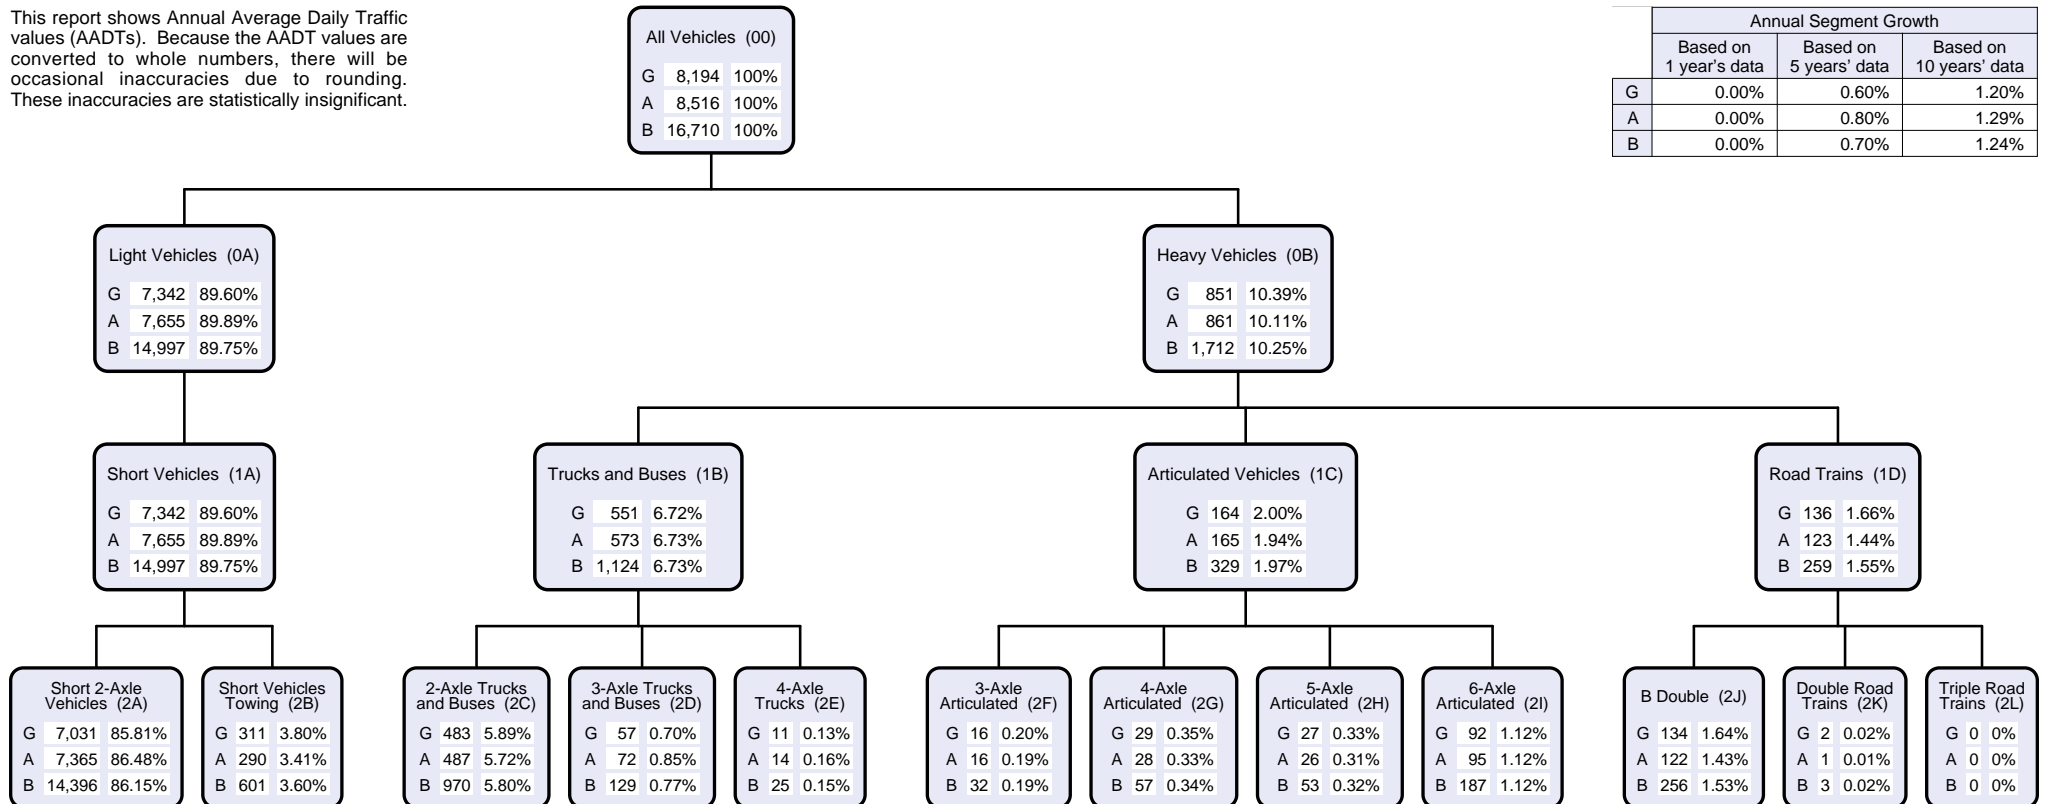 This report shows Annual Average Daily Traffic
values (AADTs). Because the AADT values are
converted to whole numbers, there will be
occasional inaccuracies due to rounding.
These inaccuracies are statistically insignificant.
All Vehicles (00)
G 8,194 100%
A 8,516 100%
B 16,710 100%
Annual Segment Growth
Based on 1 year's data Based on 5 years' data Based on 10 years' data
G 0.00% 0.60% 1.20%
A 0.00% 0.80% 1.29%
B 0.00% 0.70% 1.24%
Light Vehicles (0A)
G 7,342 89.60%
A 7,655 89.89%
B 14,997 89.75%
Heavy Vehicles (0B)
G 851 10.39%
A 861 10.11%
B 1,712 10.25%
Short Vehicles (1A)
G 7,342 89.60%
A 7,655 89.89%
B 14,997 89.75%
Trucks and Buses (1B)
G 551 6.72%
A 573 6.73%
B 1,124 6.73%
Articulated Vehicles (1C)
G 164 2.00%
A 165 1.94%
B 329 1.97%
Road Trains (1D)
G 136 1.66%
A 123 1.44%
B 259 1.55%
Short 2-Axle
Vehicles (2A)
G 7,031 85.81%
A 7,365 86.48%
B 14,396 86.15%
Short Vehicles
Towing (2B)
G 311 3.80%
A 290 3.41%
B 601 3.60%
2-Axle Trucks
and Buses (2C)
G 483 5.89%
A 487 5.72%
B 970 5.80%
3-Axle Trucks
and Buses (2D)
G 57 0.70%
A 72 0.85%
B 129 0.77%
4-Axle
Trucks (2E)
G 11 0.13%
A 14 0.16%
B 25 0.15%
3-Axle
Articulated (2F)
G 16 0.20%
A 16 0.19%
B 32 0.19%
4-Axle
Articulated (2G)
G 29 0.35%
A 28 0.33%
B 57 0.34%
5-Axle
Articulated (2H)
G 27 0.33%
A 26 0.31%
B 53 0.32%
6-Axle
Articulated (2I)
G 92 1.12%
A 95 1.12%
B 187 1.12%
B Double (2J)
G 134 1.64%
A 122 1.43%
B 256 1.53%
Double Road
Trains (2K)
G 2 0.02%
A 1 0.01%
B 3 0.02%
Triple Road
Trains (2L)
G 0 0%
A 0 0%
B 0 0%